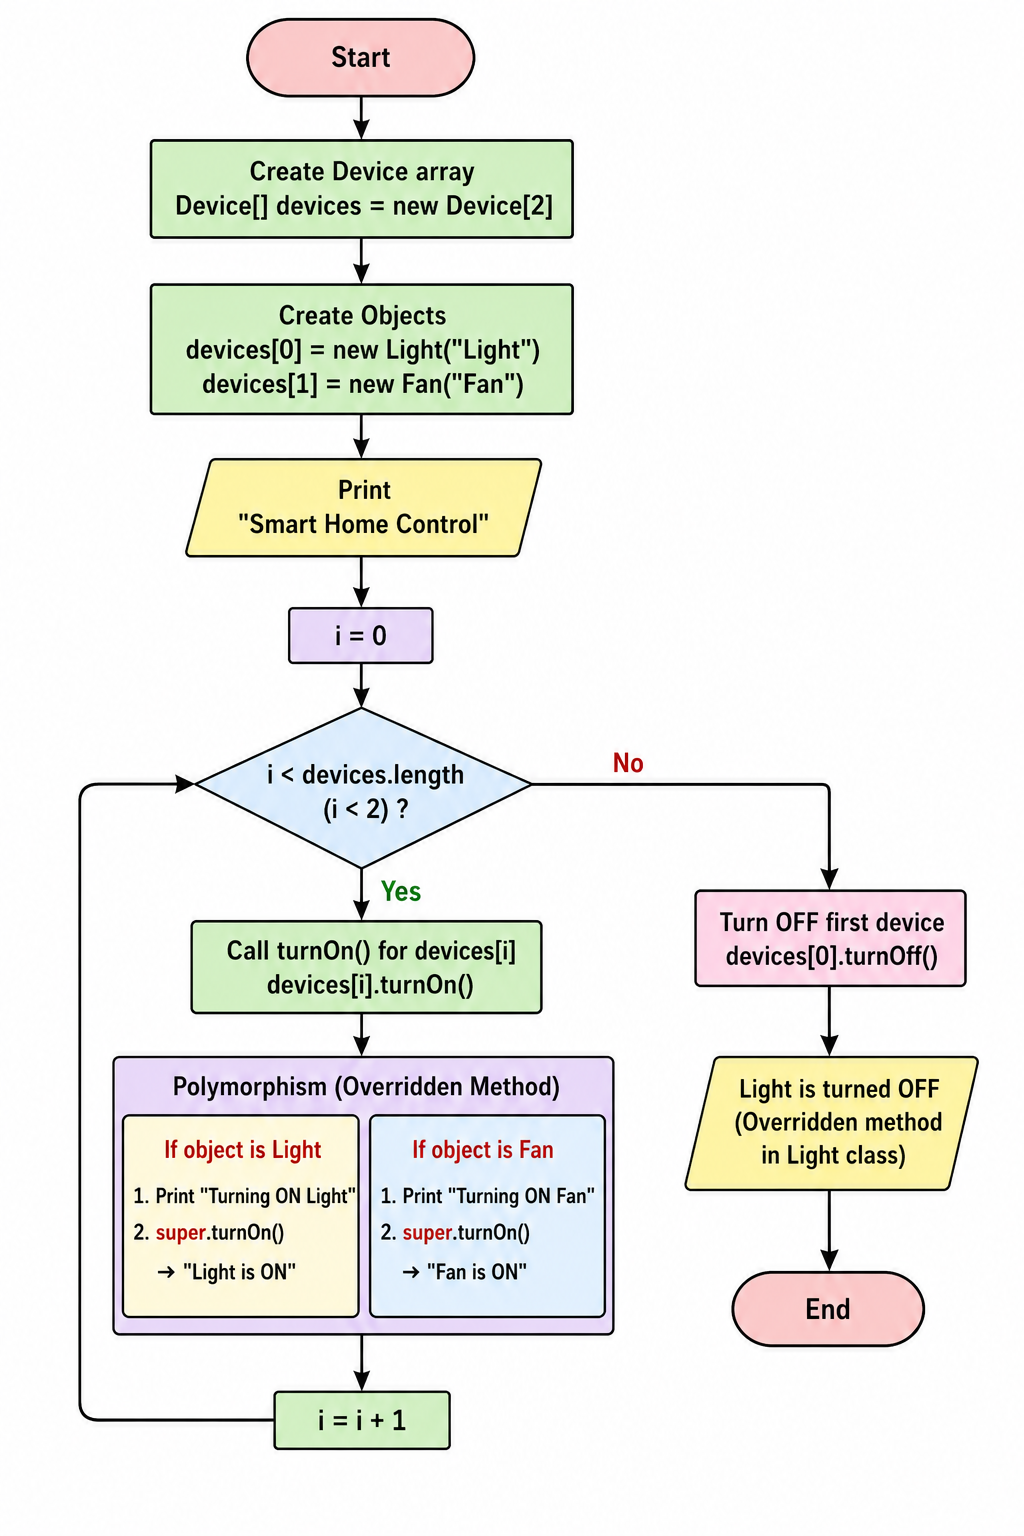 Start
Create Device array
Device[] devices = new Device[2]
Create Objects
devices[0] = new Light("Light")
devices[1] = new Fan("Fan")
Print
"Smart Home Control"
i = 0
i < devices.length
(i < 2) ?
No
Yes
Call turnOn() for devices[i]
devices[i].turnOn()
Polymorphism (Overridden Method)
If object is Light
1. Print "Turning ON Light"
2. super.turnOn()
→ "Light is ON"
If object is Fan
1. Print "Turning ON Fan"
2. super.turnOn()
→ "Fan is ON"
i = i + 1
Turn OFF first device
devices[0].turnOff()
Light is turned OFF
(Overridden method
in Light class)
End